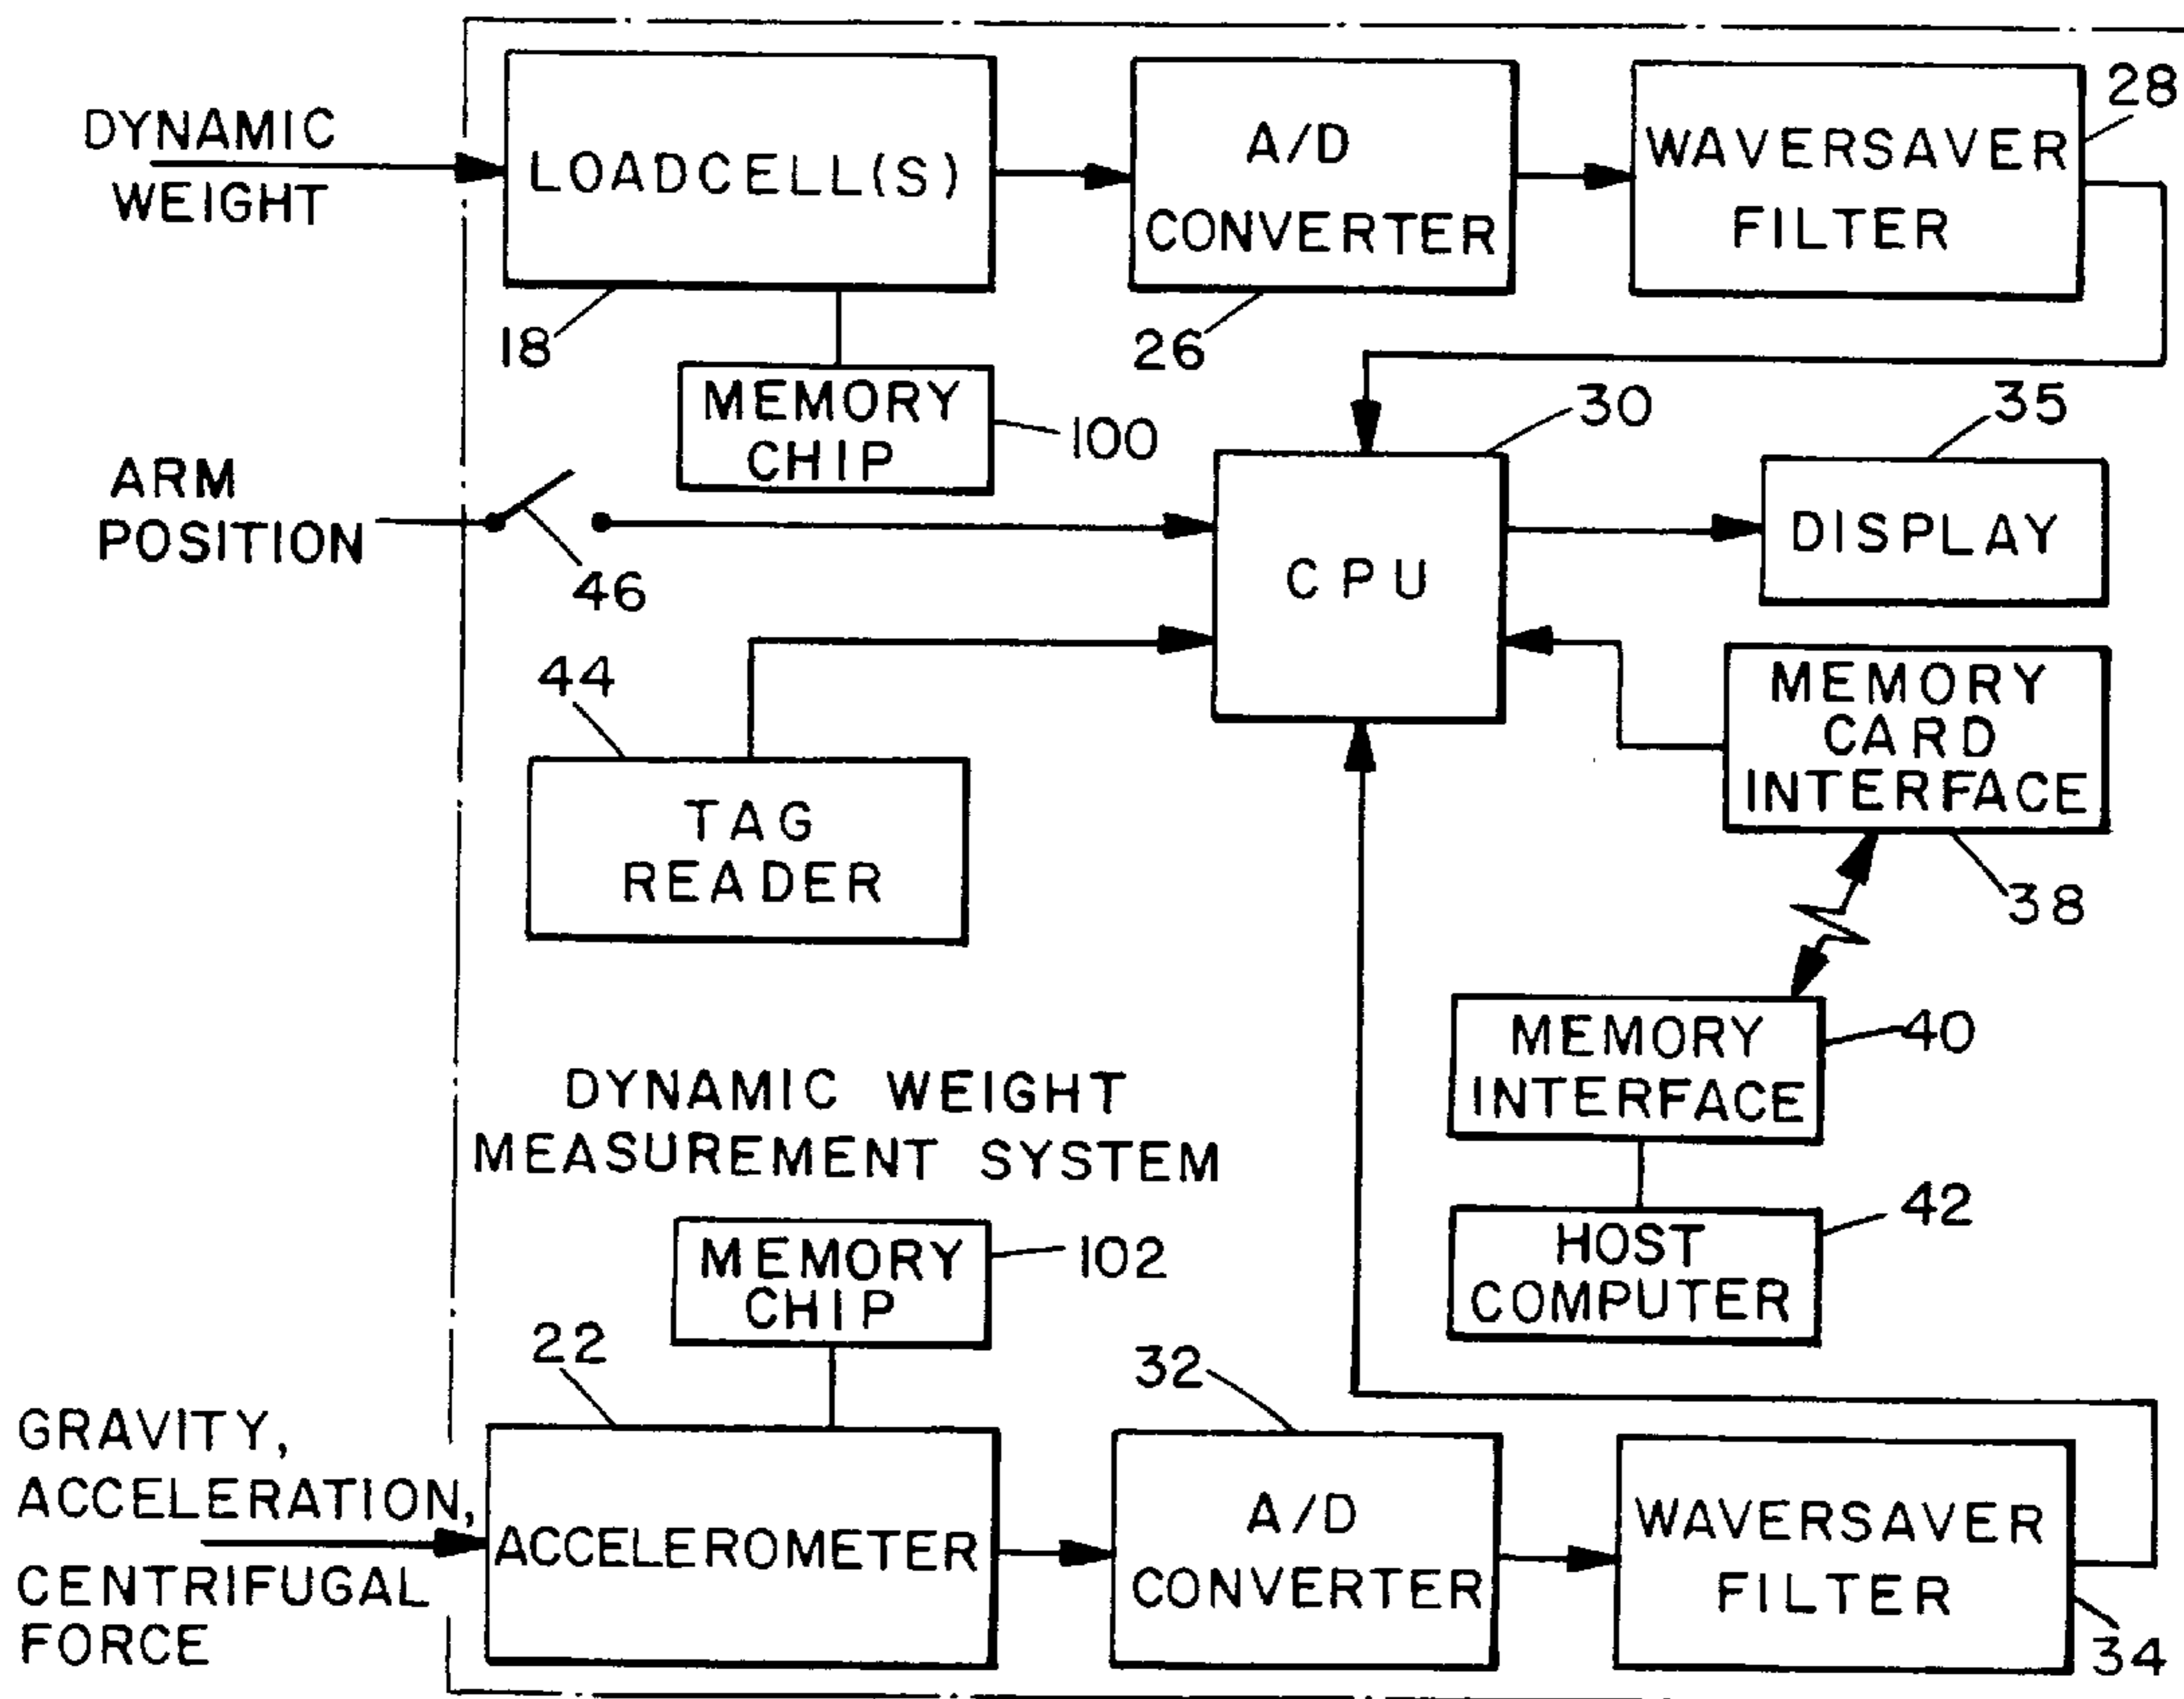 DYNAMIC
WEIGHT
LOADCELL(S)
18
A/D
CONVERTER
26
WAVERSAVER
FILTER
28
MEMORY
CHIP
100
ARM
POSITION
46
30
CPU
35
DISPLAY
44
TAG
READER
MEMORY
CARD
INTERFACE
38
MEMORY
INTERFACE
40
HOST
COMPUTER
42
DYNAMIC WEIGHT
MEASUREMENT SYSTEM
MEMORY
CHIP
102
22
GRAVITY,
ACCELERATION,
CENTRIFUGAL
FORCE
ACCELEROMETER
32
A/D
CONVERTER
WAVERSAVER
FILTER
34